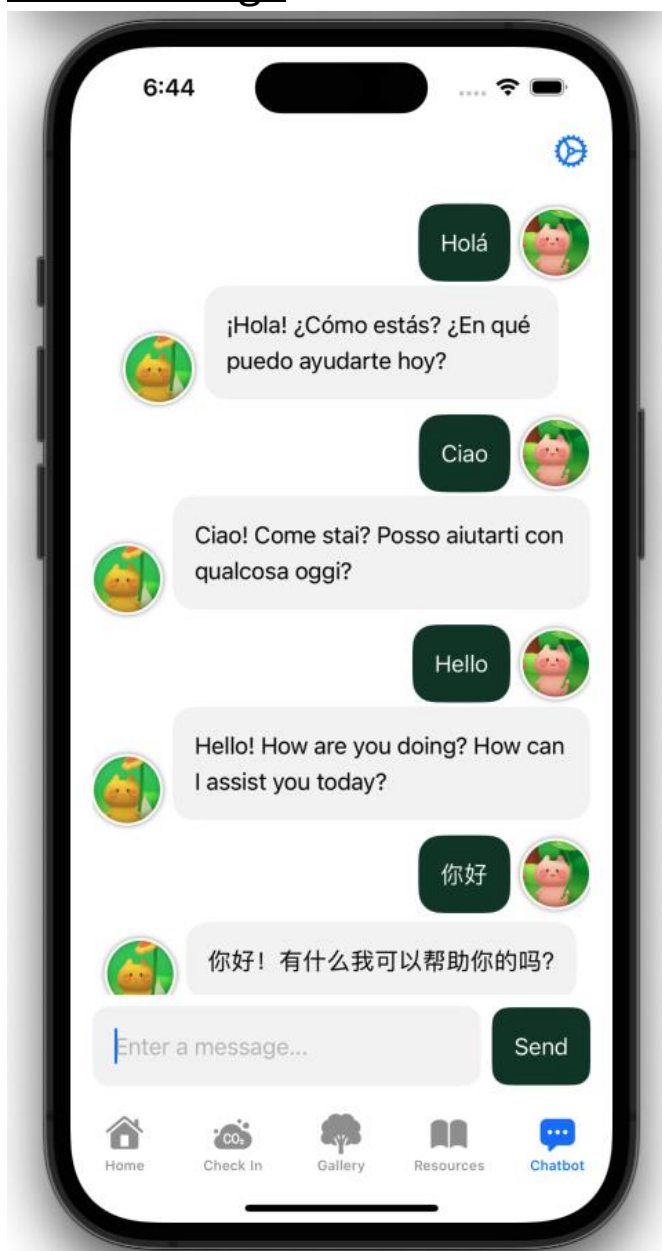 6:44
Holá
¡Hola! ¿Cómo estás? ¿En qué
puedo ayudarte hoy?
Ciao
Ciao! Come stai? Posso aiutarti con
qualcosa oggi?
Hello
Hello! How are you doing? How can
I assist you today?
你好
你好！有什么我可以帮助你的吗？
Enter a message...
Send
CO₂
Home
Check In
Gallery
Resources
Chatbot